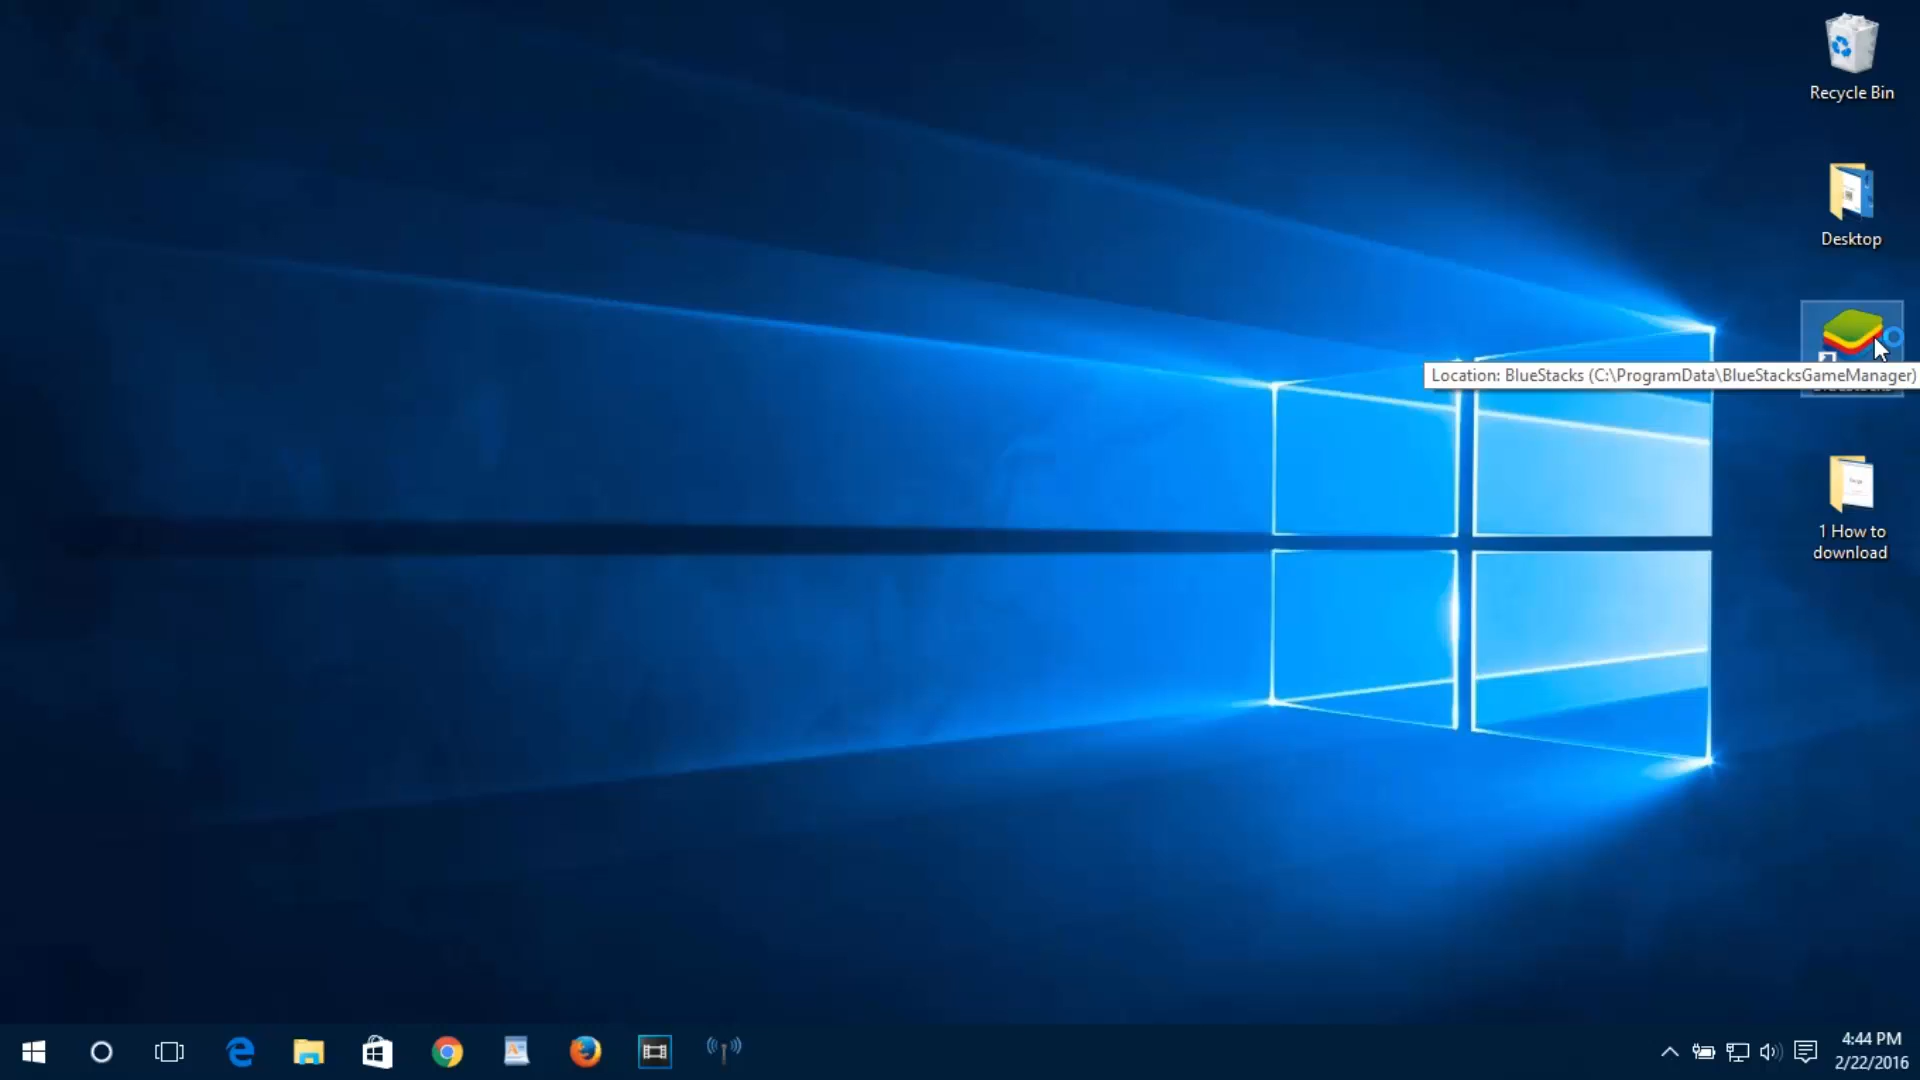 Recycle Bin
Desktop
Location: BlueStacks (C:\ProgramData\BlueStacksGameManager)
1 How to
download
4:44 PM
2/22/2016